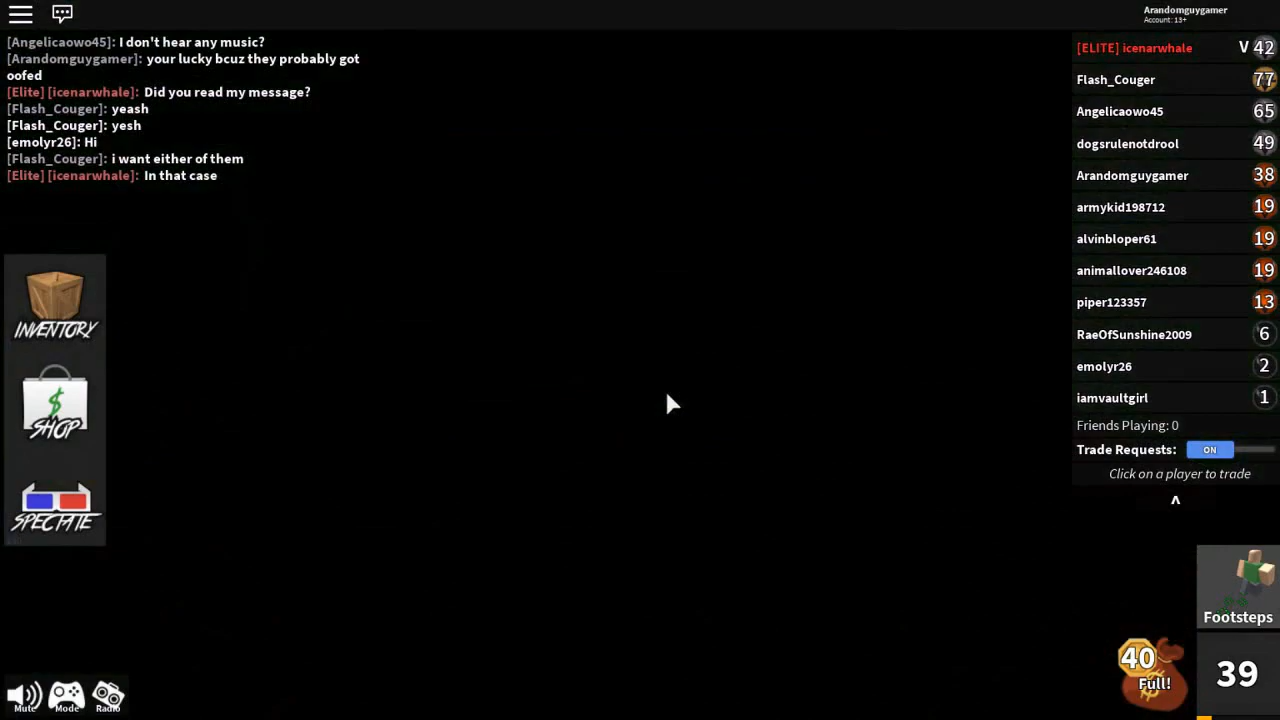 Arandomguygamer
Account: 13+
[Angelicaowo45]: I don't hear any music?
[Arandomguygamer]: your lucky bcuz they probably got
oofed
[Elite] [icenarwhale]: Did you read my message?
[Flash_Couger]: yeash
[Flash_Couger]: yesh
[emolyr26]: Hi
[Flash_Couger]: i want either of them
[Elite] [icenarwhale]: In that case
[ELITE] icenarwhale V 42
Flash_Couger 77
Angelicaowo45 65
dogsrulenotdrool 49
Arandomguygamer 38
armykid198712 19
alvinbloper61 19
animallover246108 19
piper123357 13
RaeOfSunshine2009 6
emolyr26 2
iamvaultgirl 1
Friends Playing: 0
Trade Requests: ON
Click on a player to trade
^
INVENTORY
$
SHOP
SPECTATE
Footsteps
40
Full!
39
Mute Mode Radio